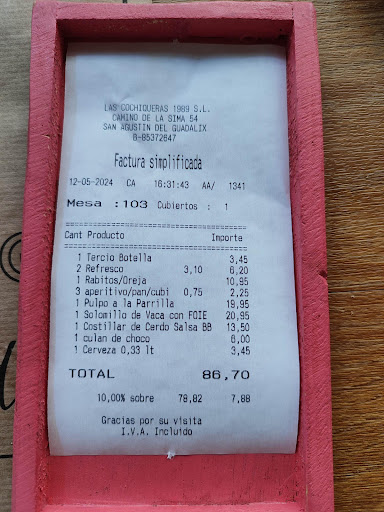 LAS COCHIQUERAS 1989 S.L.
CAMINO DE LA SIMA 54
SAN AGUSTIN DEL GUADALIX
B-85372647
Factura simplificada
12-05-2024 CA 16:31:43 AA/ 1341
Mesa :103 Cubiertos : 1
Cant Producto Importe
1 Tercio Botella 3,45
2 Refresco 3,10 6,20
1 Rabitos/Oreja 10,95
3 aperitivo/pan/cubi 0,75 2,25
1 Pulpo a la Parrilla 19,95
1 Solomillo de Vaca con FOIE 20,95
1 Costillar de Cerdo Salsa BB 13,50
1 culan de choco 6,00
1 Cerveza 0,33 lt 3,45
TOTAL 86,70
10,00% sobre 78,82 7,88
Gracias por su visita
I.V.A. Incluido